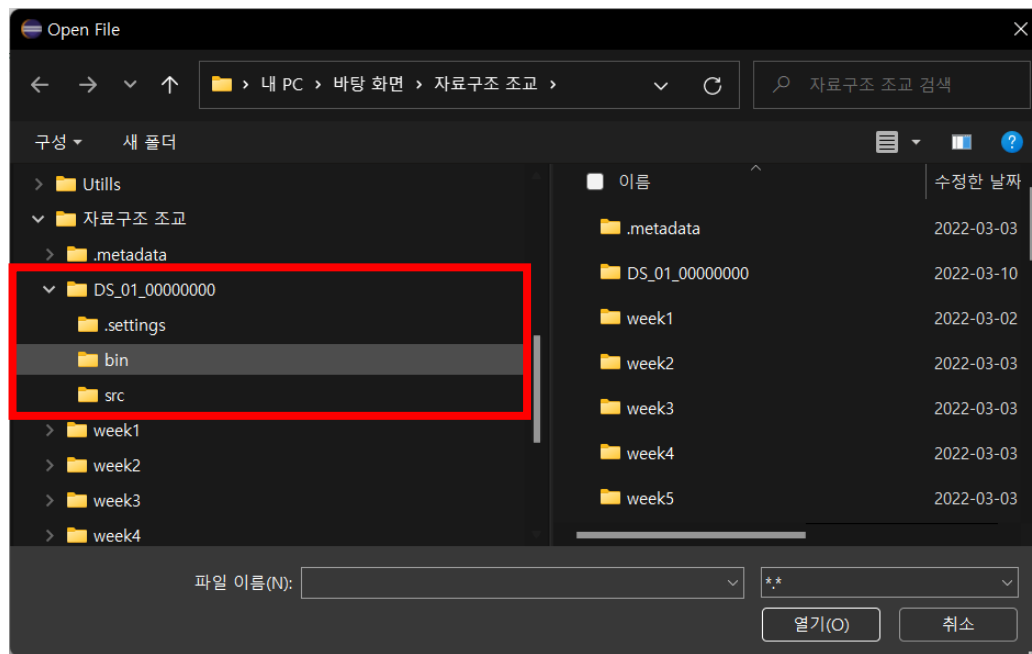 Open File
내 PC > 바탕 화면 > 자료구조 조교 >
자료구조 조교 검색
구성
새 폴더
Utills
자료구조 조교
.metadata
DS_01_00000000
.settings
bin
src
week1
week2
week3
week4
이름
수정한 날짜
.metadata
2022-03-03
DS_01_00000000
2022-03-10
week1
2022-03-02
week2
2022-03-03
week3
2022-03-03
week4
2022-03-03
week5
2022-03-03
파일 이름(N):
*.*
열기(O)
취소